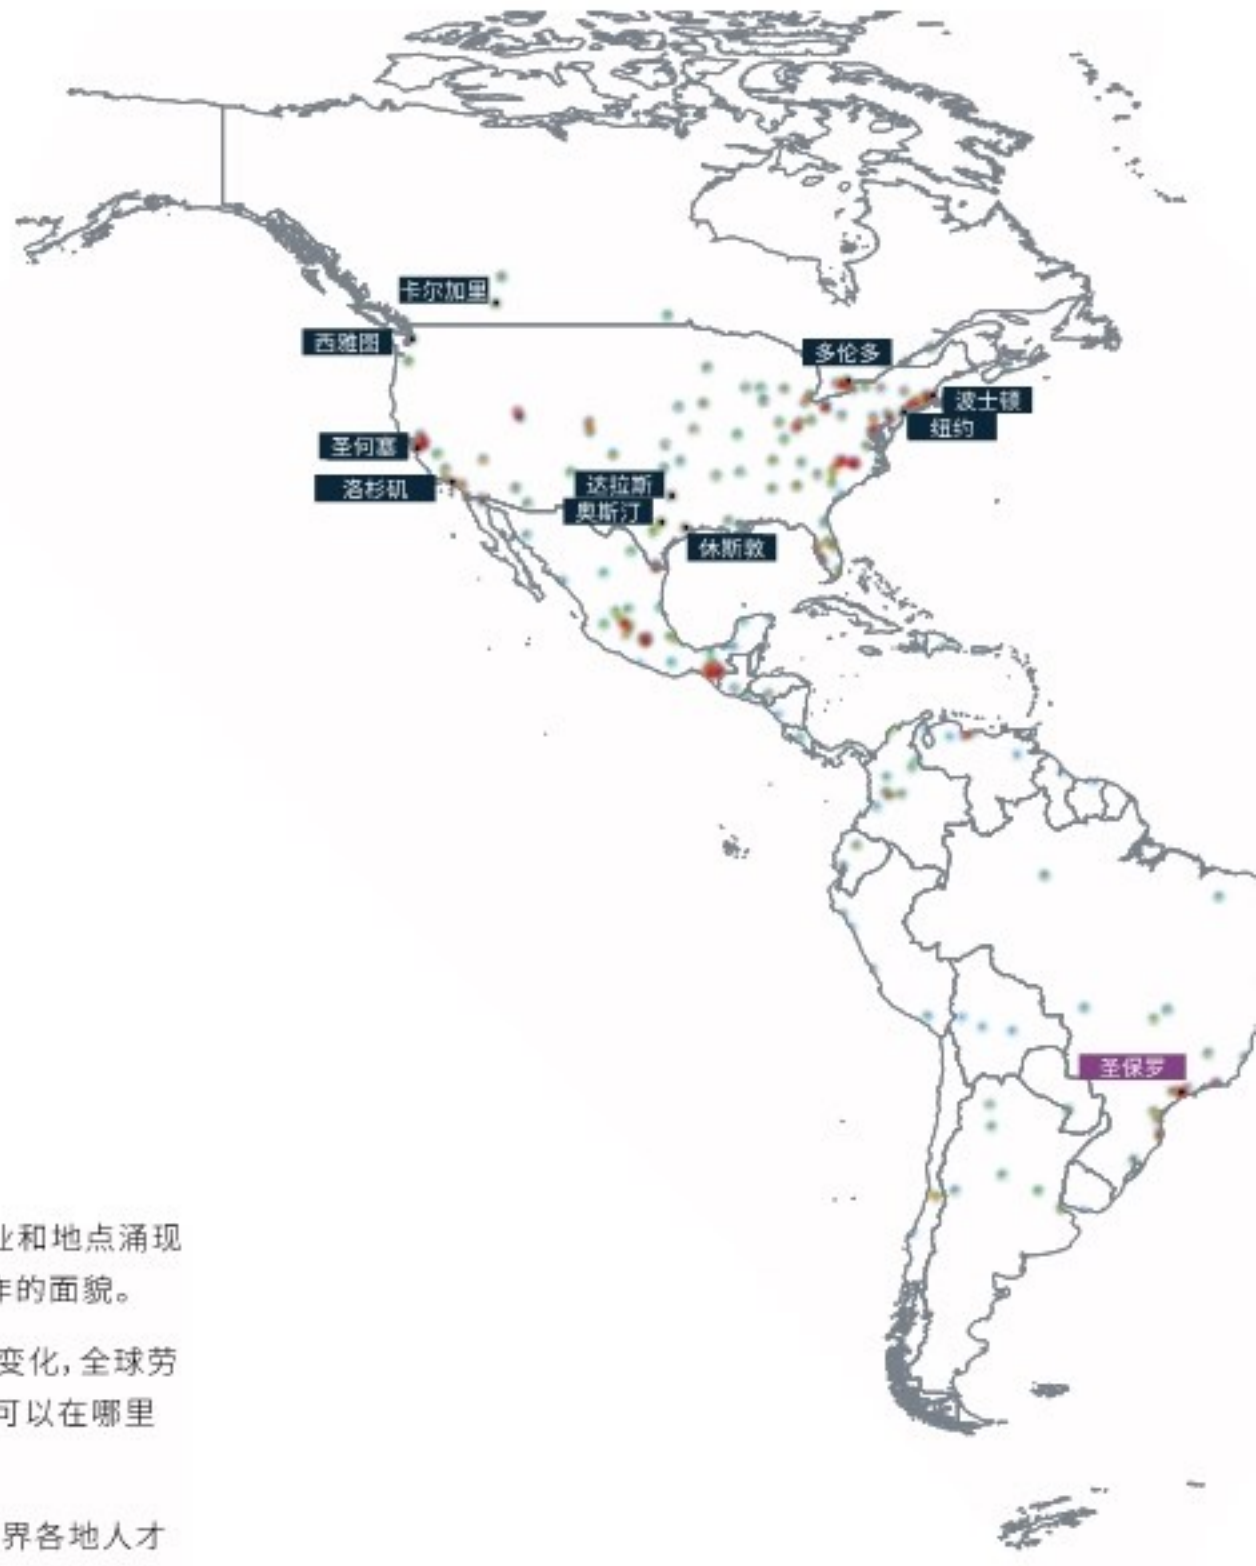 卡尔加里
西雅图
多伦多
波士顿
纽约
圣何塞
洛杉矶
达拉斯
奥斯汀
休斯敦
圣保罗
业和地点涌现
年的面貌。
变化，全球劳
可以在哪里
界各地人才